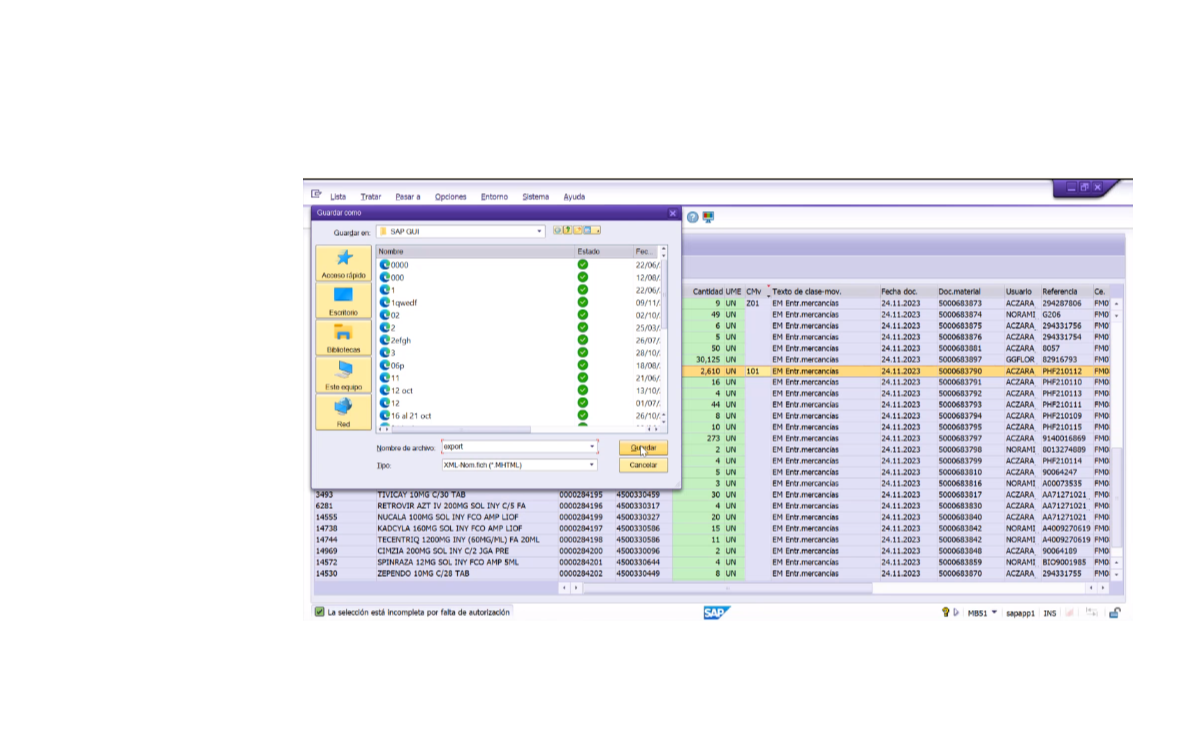 Lista Tratar Pasar a Opciones Entorno Sistema Ayuda
Guardar como
Guardar en: SAP GUI
Acceso rápido
Escritorio
Bibliotecas
Este equipo
Red
Nombre Estado Fec...
0000 22/06/
000 12/08/
1 22/06/
1qwedf 09/11/
02 02/10/
2 25/03/
2efgh 26/07/
3 28/10/
06p 18/08/
11 21/06/
12 oct 13/10/
12 01/07/
16 al 21 oct 26/10/
Nombre de archivo: export Guardar
Tipo: XML-Nom.fich (*.MHTML) Cancelar
Cantidad UME CMv Texto de clase-mov. Fecha doc. Doc.material Usuario Referencia Ce.
9 UN Z01 EM Entr.mercancías 24.11.2023 5000683873 ACZARA 294287806 FM0
49 UN EM Entr.mercancías 24.11.2023 5000683874 NORAMI G206 FM0
6 UN EM Entr.mercancías 24.11.2023 5000683875 ACZARA 294331756 FM0
5 UN EM Entr.mercancías 24.11.2023 5000683876 ACZARA 294331754 FM0
50 UN EM Entr.mercancías 24.11.2023 5000683881 ACZARA 8057 FM0
30,125 UN EM Entr.mercancías 24.11.2023 5000683897 GGFLOR 82916793 FM0
2,610 UN 101 EM Entr.mercancías 24.11.2023 5000683790 ACZARA PHF210112 FM0
16 UN EM Entr.mercancías 24.11.2023 5000683791 ACZARA PHF210110 FM0
4 UN EM Entr.mercancías 24.11.2023 5000683792 ACZARA PHF210113 FM0
44 UN EM Entr.mercancías 24.11.2023 5000683793 ACZARA PHF210111 FM0
8 UN EM Entr.mercancías 24.11.2023 5000683794 ACZARA PHF210109 FM0
10 UN EM Entr.mercancías 24.11.2023 5000683795 ACZARA PHF210115 FM0
273 UN EM Entr.mercancías 24.11.2023 5000683797 ACZARA 9140016869 FM0
2 UN EM Entr.mercancías 24.11.2023 5000683798 NORAMI 8013274889 FM0
4 UN EM Entr.mercancías 24.11.2023 5000683799 ACZARA PHF210114 FM0
5 UN EM Entr.mercancías 24.11.2023 5000683810 ACZARA 90064247 FM0
3 UN EM Entr.mercancías 24.11.2023 5000683816 NORAMI A00073535 FM0
3493 TIVICAY 10MG C/30 TAB 0000284195 4500330459 30 UN EM Entr.mercancías 24.11.2023 5000683817 ACZARA AA71271021 FM0
6281 RETROVIR AZT IV 200MG SOL INY C/5 FA 0000284196 4500330317 4 UN EM Entr.mercancías 24.11.2023 5000683830 ACZARA AA71271021 FM0
14555 NUCALA 100MG SOL INY FCO AMP LIOF 0000284199 4500330327 20 UN EM Entr.mercancías 24.11.2023 5000683840 ACZARA AA71271021 FM0
14738 KADCYLA 160MG SOL INY FCO AMP LIOF 0000284197 4500330586 15 UN EM Entr.mercancías 24.11.2023 5000683842 NORAMI A4009270619 FM0
14744 TECENTRIQ 1200MG INY (60MG/ML) FA 20ML 0000284198 4500330586 11 UN EM Entr.mercancías 24.11.2023 5000683842 NORAMI A4009270619 FM0
14969 CIMZIA 200MG SOL INY C/2 JGA PRE 0000284200 4500330096 2 UN EM Entr.mercancías 24.11.2023 5000683848 ACZARA 90064189 FM0
14572 SPINRAZA 12MG SOL INY FCO AMP 5ML 0000284201 4500330644 4 UN EM Entr.mercancías 24.11.2023 5000683859 NORAMI BIO9001985 FM0
14530 ZEPENDO 10MG C/28 TAB 0000284202 4500330449 8 UN EM Entr.mercancías 24.11.2023 5000683870 ACZARA 294331755 FM0
La selección está incompleta por falta de autorización SAP MB51 sapapp1 INS